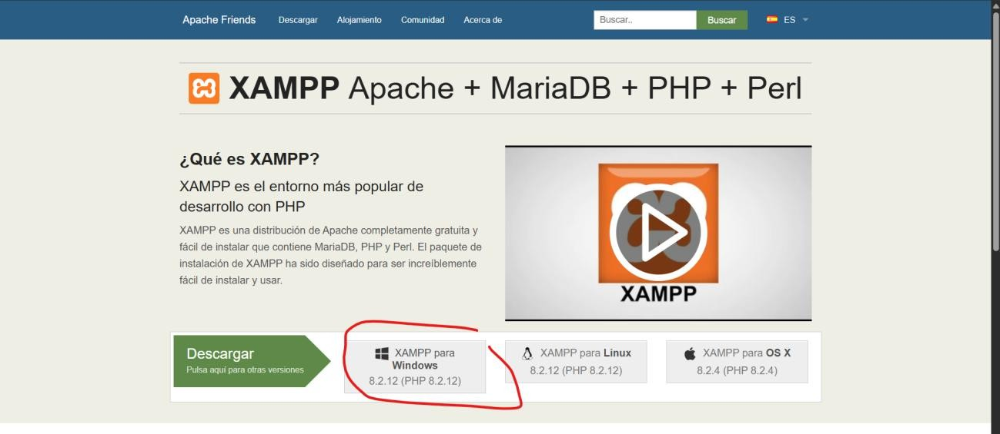 Apache Friends Descargar Alojamiento Comunidad Acerca de Buscar.. Buscar ES
XAMPP Apache + MariaDB + PHP + Perl
¿Qué es XAMPP?
XAMPP es el entorno más popular de
desarrollo con PHP
XAMPP es una distribución de Apache completamente gratuita y
fácil de instalar que contiene MariaDB, PHP y Perl. El paquete de
instalación de XAMPP ha sido diseñado para ser increíblemente
fácil de instalar y usar.
XAMPP
Descargar
Pulsa aquí para otras versiones
XAMPP para
Windows
8.2.12 (PHP 8.2.12)
XAMPP para Linux
8.2.12 (PHP 8.2.12)
XAMPP para OS X
8.2.4 (PHP 8.2.4)